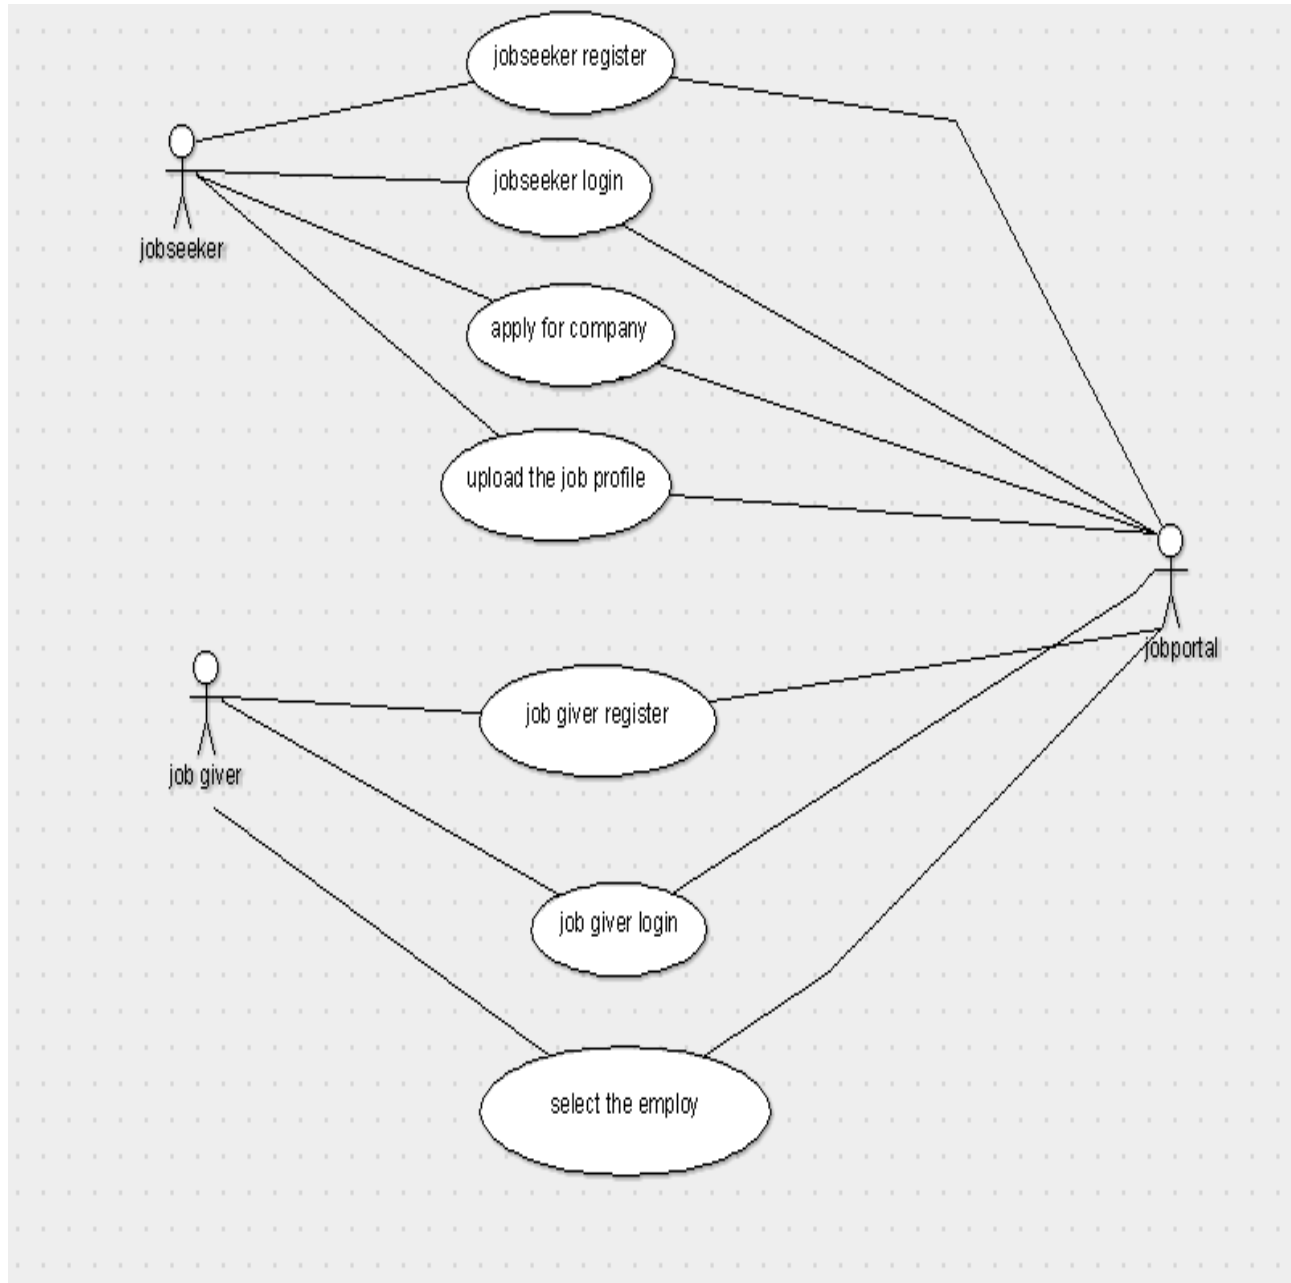 jobseeker register
jobseeker login
jobseeker
apply for company
upload the job profile
jobportal
job giver register
job giver
job giver login
select the employ